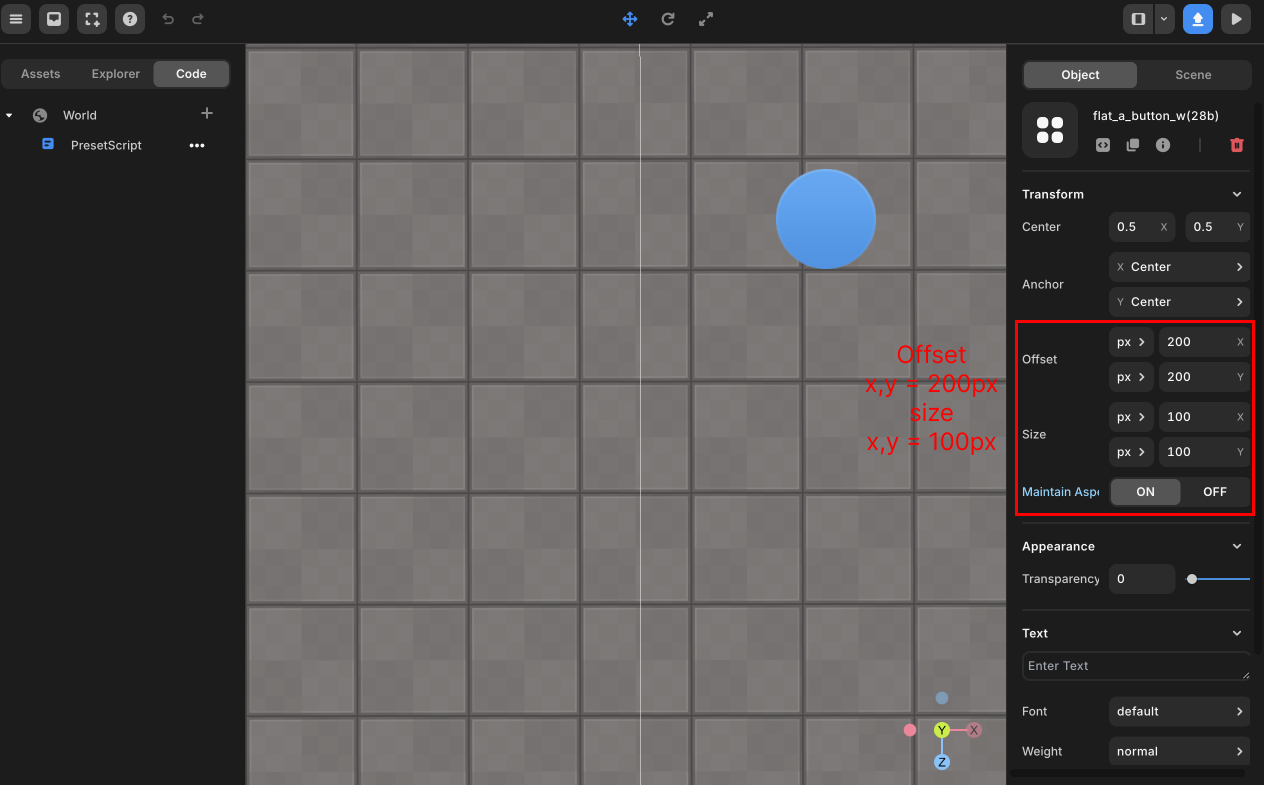 Assets Explorer Code
World
PresetScript
Offset
x,y = 200px
size
x,y = 100px
Object Scene
flat_a_button_w(28b)
Transform
Center 0.5 X 0.5 Y
Anchor
X Center
Y Center
Offset
px 200 X
px 200 Y
Size
px 100 X
px 100 Y
Maintain Aspe ON OFF
Appearance
Transparency 0
Text
Enter Text
Font default
Weight normal
Y X
Z